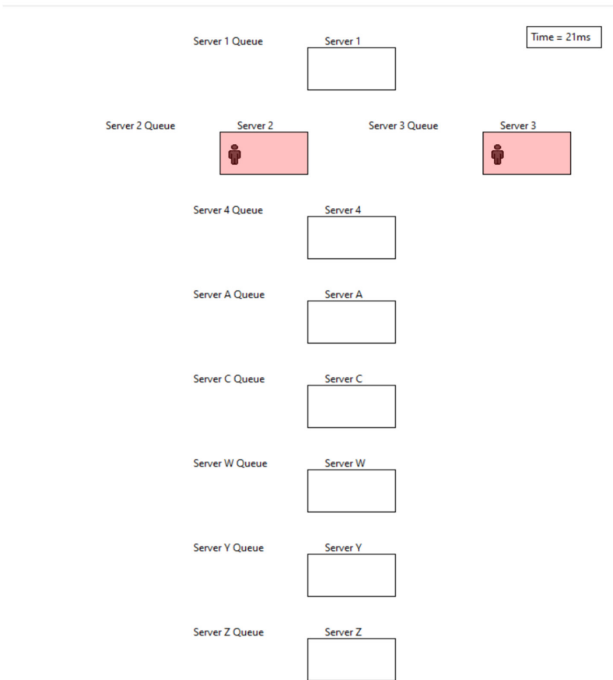 Server 1 Queue Server 1 Time = 21ms
Server 2 Queue Server 2 Server 3 Queue Server 3
Server 4 Queue Server 4
Server A Queue Server A
Server C Queue Server C
Server W Queue Server W
Server Y Queue Server Y
Server Z Queue Server Z